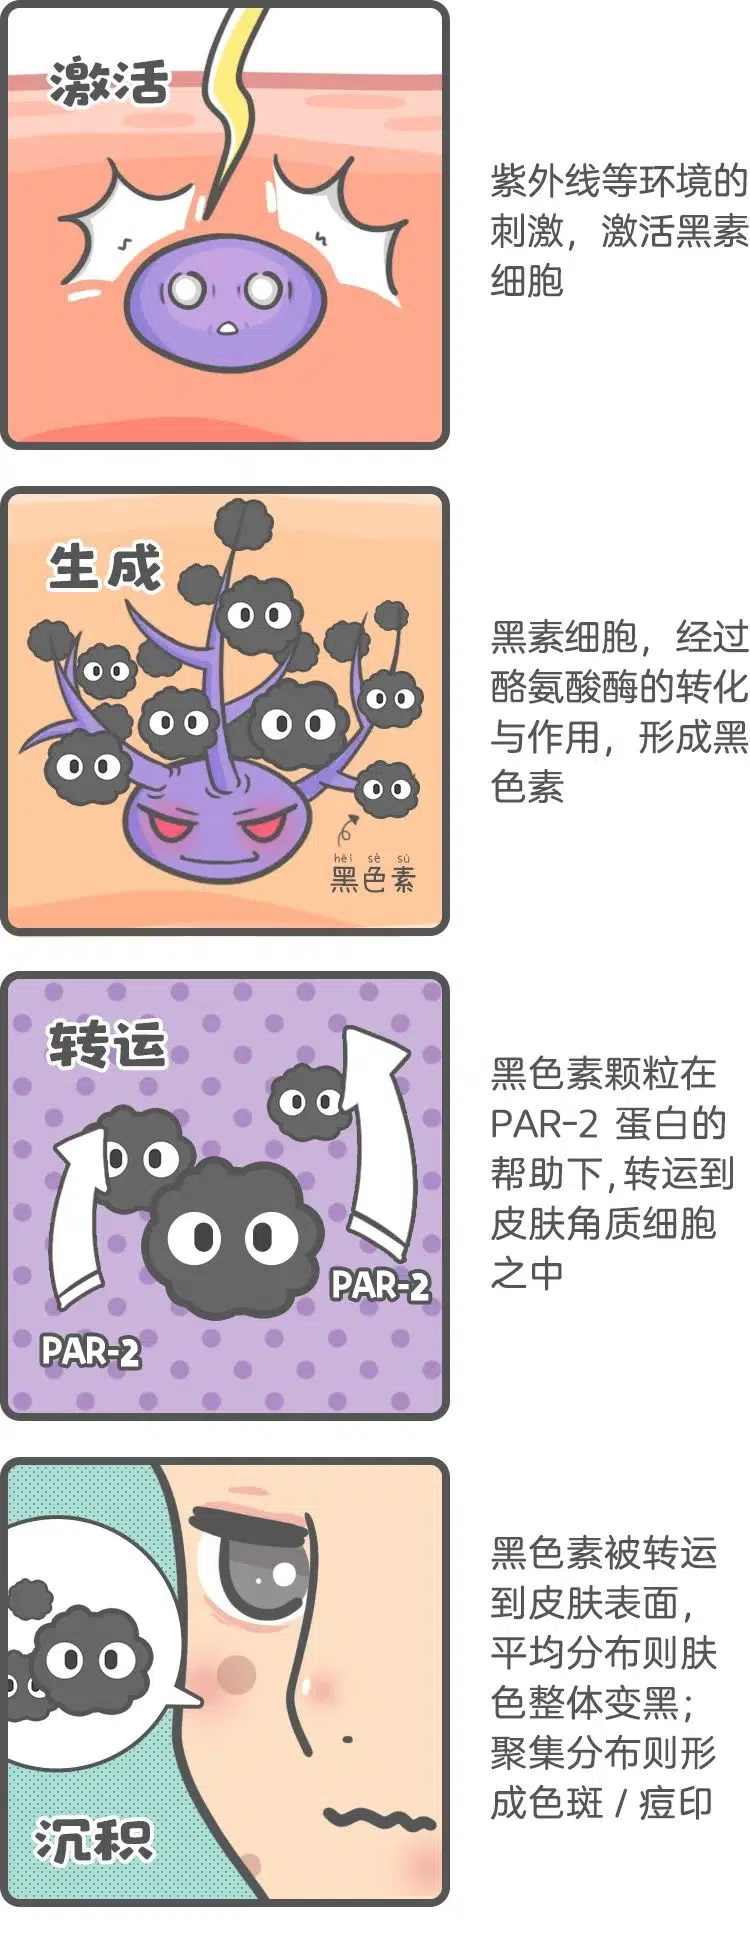 激活
紫外线等环境的
刺激，激活黑素
细胞
生成
hēi sè sù
黑色素
黑素细胞，经过
酪氨酸酶的转化
与作用，形成黑
色素
转运
PAR-2
PAR-2
黑色素颗粒在
PAR-2 蛋白的
帮助下,转运到
皮肤角质细胞
之中
沉积
黑色素被转运
到皮肤表面，
平均分布则肤
色整体变黑；
聚集分布则形
成色斑 / 痘印